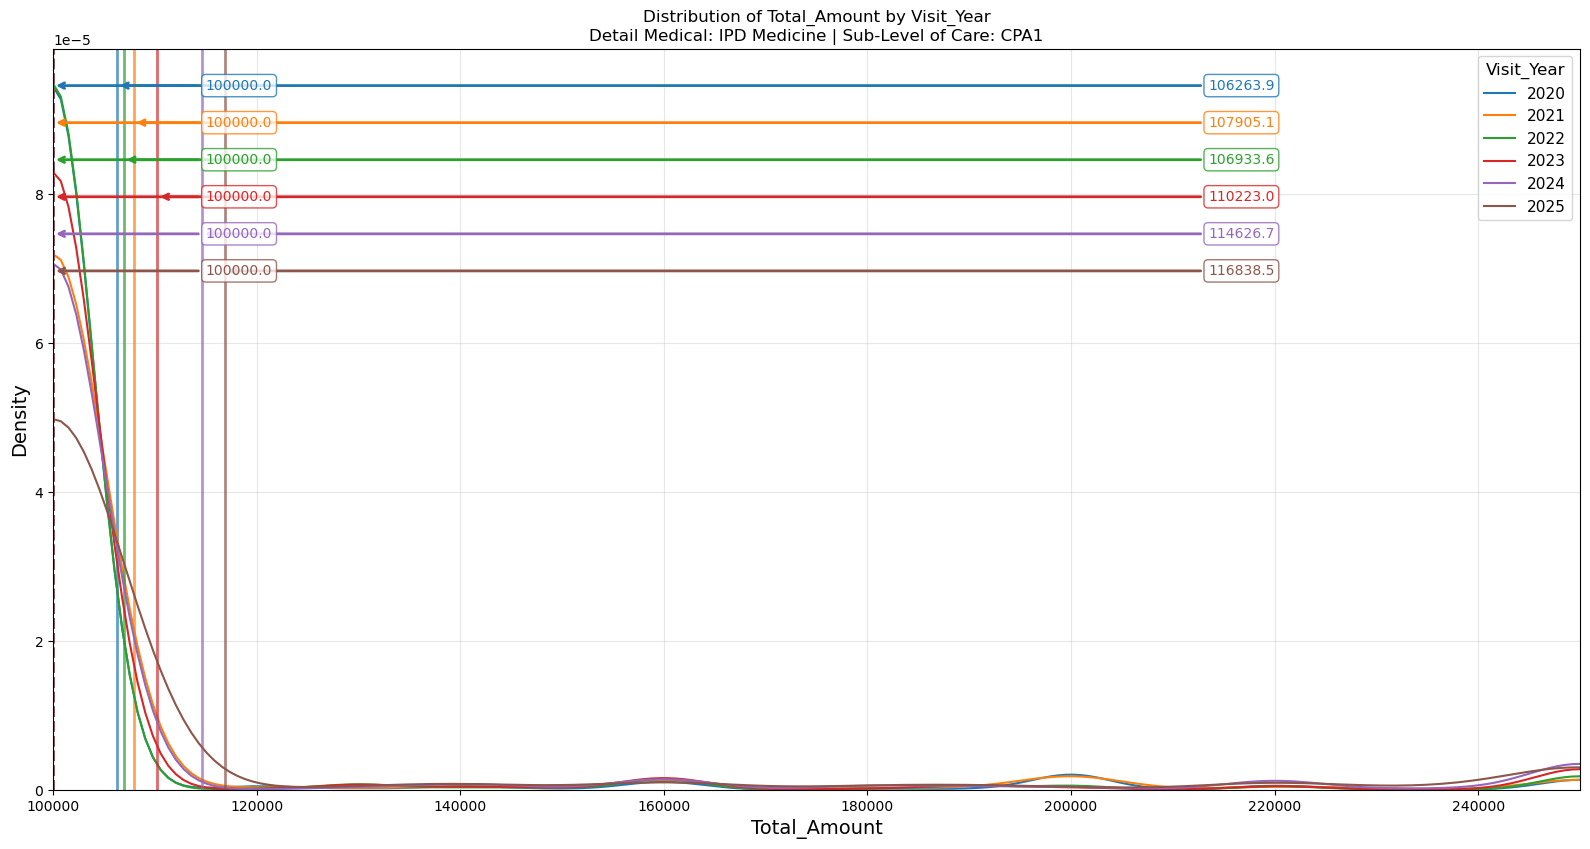 Distribution of Total_Amount by Visit_Year
Detail Medical: IPD Medicine | Sub-Level of Care: CPA1
1e−5
Visit_Year
2020
2021
2022
2023
2024
2025
100000.0 106263.9
100000.0 107905.1
100000.0 106933.6
100000.0 110223.0
100000.0 114626.7
100000.0 116838.5
8
6
4
2
0
Density
100000 120000 140000 160000 180000 200000 220000 240000
Total_Amount